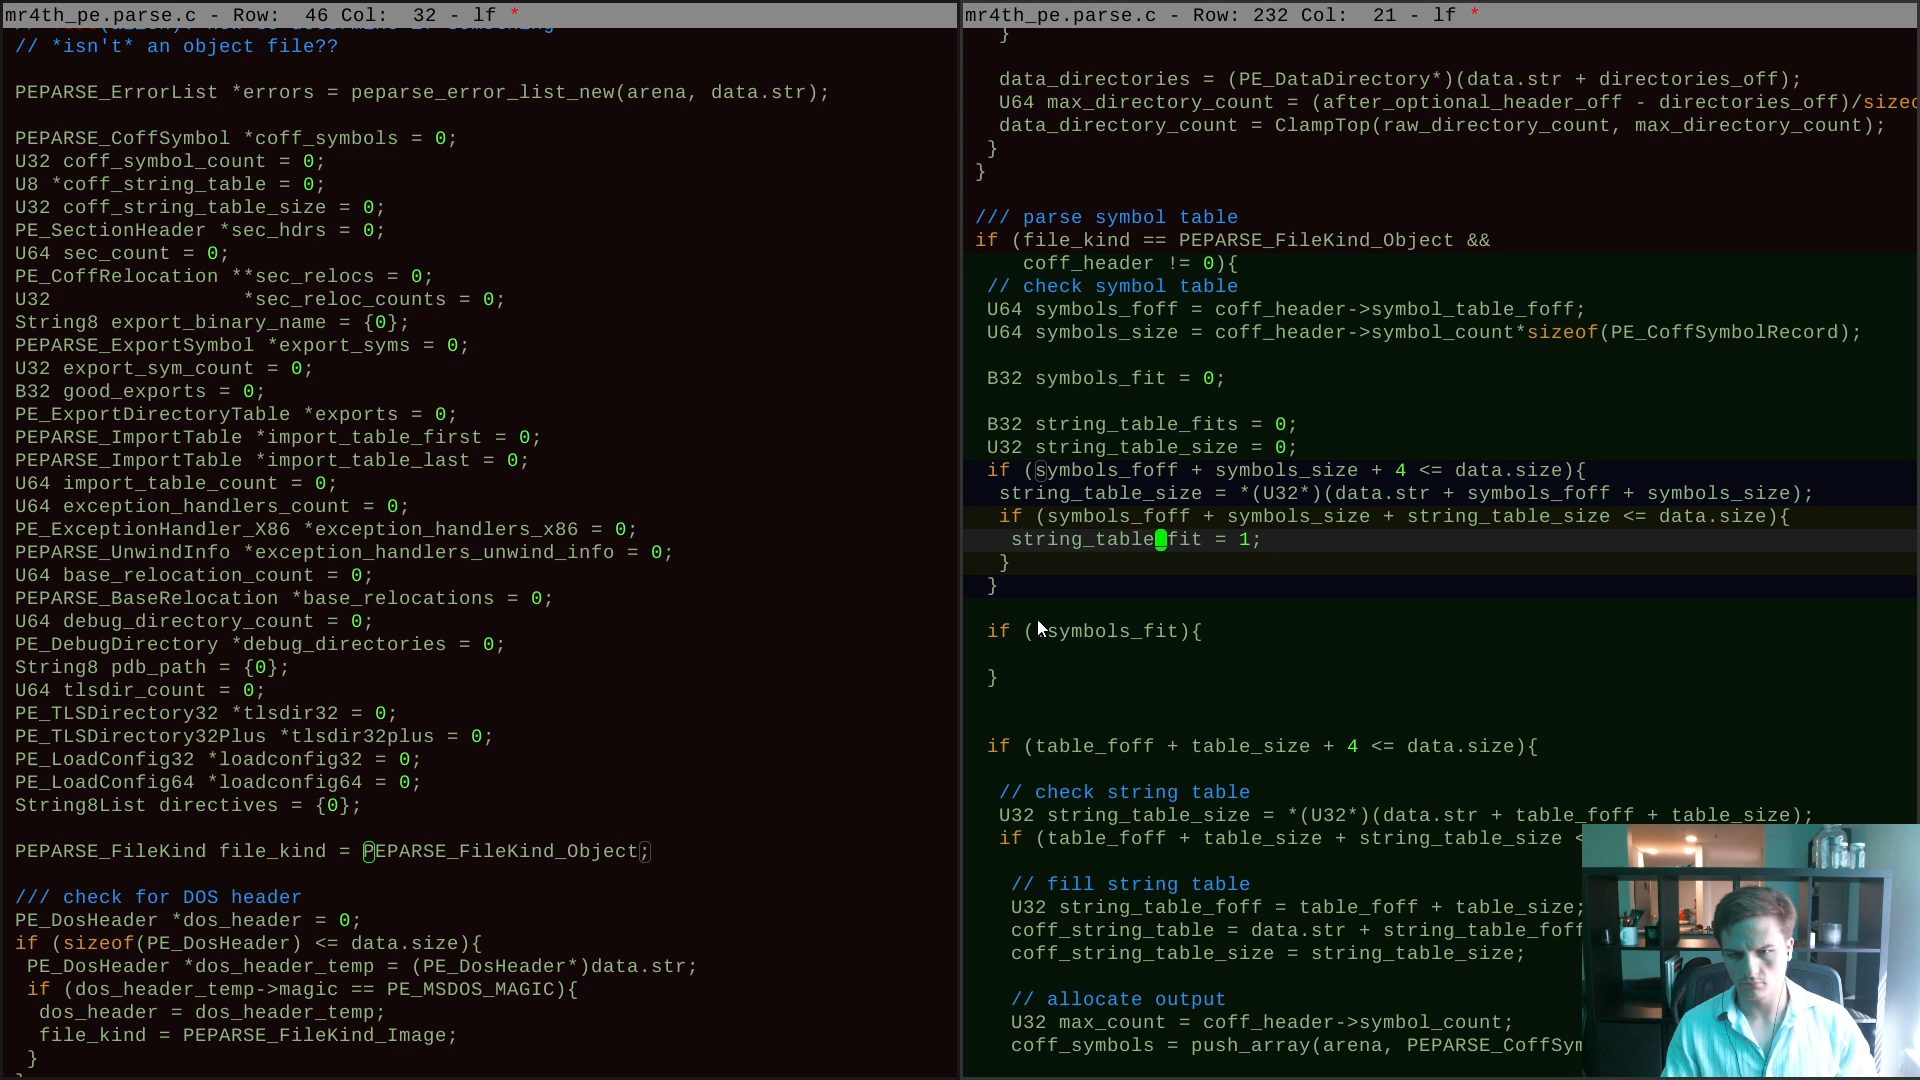 mr4th_pe.parse.c - Row:  46 Col:  32 - lf *
// *isn't* an object file??
PEPARSE_ErrorList *errors = peparse_error_list_new(arena, data.str);
PEPARSE_CoffSymbol *coff_symbols = 0;
U32 coff_symbol_count = 0;
U8 *coff_string_table = 0;
U32 coff_string_table_size = 0;
PE_SectionHeader *sec_hdrs = 0;
U64 sec_count = 0;
PE_CoffRelocation **sec_relocs = 0;
U32                *sec_reloc_counts = 0;
String8 export_binary_name = {0};
PEPARSE_ExportSymbol *export_syms = 0;
U32 export_sym_count = 0;
B32 good_exports = 0;
PE_ExportDirectoryTable *exports = 0;
PEPARSE_ImportTable *import_table_first = 0;
PEPARSE_ImportTable *import_table_last = 0;
U64 import_table_count = 0;
U64 exception_handlers_count = 0;
PE_ExceptionHandler_X86 *exception_handlers_x86 = 0;
PEPARSE_UnwindInfo *exception_handlers_unwind_info = 0;
U64 base_relocation_count = 0;
PEPARSE_BaseRelocation *base_relocations = 0;
U64 debug_directory_count = 0;
PE_DebugDirectory *debug_directories = 0;
String8 pdb_path = {0};
U64 tlsdir_count = 0;
PE_TLSDirectory32 *tlsdir32 = 0;
PE_TLSDirectory32Plus *tlsdir32plus = 0;
PE_LoadConfig32 *loadconfig32 = 0;
PE_LoadConfig64 *loadconfig64 = 0;
String8List directives = {0};
PEPARSE_FileKind file_kind = PEPARSE_FileKind_Object;
/// check for DOS header
PE_DosHeader *dos_header = 0;
if (sizeof(PE_DosHeader) <= data.size){
 PE_DosHeader *dos_header_temp = (PE_DosHeader*)data.str;
 if (dos_header_temp->magic == PE_MSDOS_MAGIC){
  dos_header = dos_header_temp;
  file_kind = PEPARSE_FileKind_Image;
 }
mr4th_pe.parse.c - Row: 232 Col:  21 - lf *
  }
  data_directories = (PE_DataDirectory*)(data.str + directories_off);
  U64 max_directory_count = (after_optional_header_off - directories_off)/sizeo
  data_directory_count = ClampTop(raw_directory_count, max_directory_count);
 }
}
/// parse symbol table
if (file_kind == PEPARSE_FileKind_Object &&
    coff_header != 0){
 // check symbol table
 U64 symbols_foff = coff_header->symbol_table_foff;
 U64 symbols_size = coff_header->symbol_count*sizeof(PE_CoffSymbolRecord);
 B32 symbols_fit = 0;
 B32 string_table_fits = 0;
 U32 string_table_size = 0;
 if (symbols_foff + symbols_size + 4 <= data.size){
  string_table_size = *(U32*)(data.str + symbols_foff + symbols_size);
  if (symbols_foff + symbols_size + string_table_size <= data.size){
   string_table_fit = 1;
  }
 }
 if ( symbols_fit){
 }
 if (table_foff + table_size + 4 <= data.size){
  // check string table
  U32 string_table_size = *(U32*)(data.str + table_foff + table_size);
  if (table_foff + table_size + string_table_size <
   // fill string table
   U32 string_table_foff = table_foff + table_size;
   coff_string_table = data.str + string_table_foff
   coff_string_table_size = string_table_size;
   // allocate output
   U32 max_count = coff_header->symbol_count;
   coff_symbols = push_array(arena, PEPARSE_CoffSym